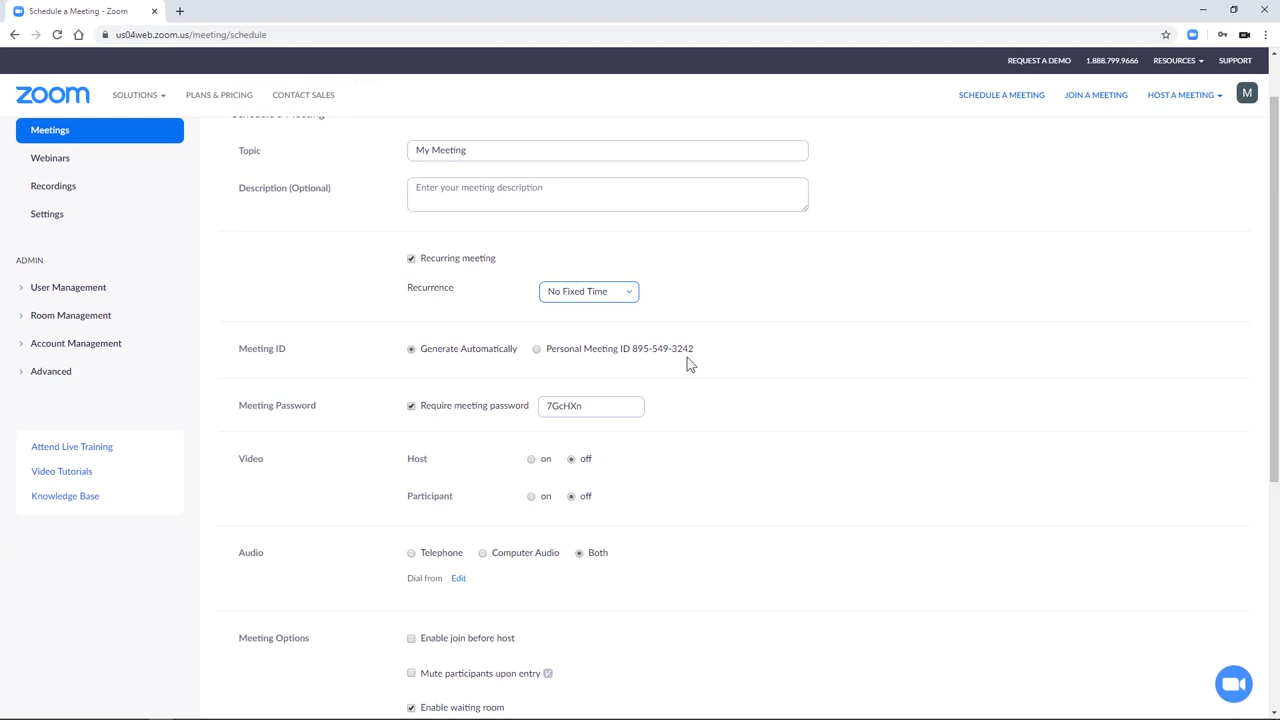 Schedule a Meeting - Zoom
us04web.zoom.us/meeting/schedule
REQUEST A DEMO 1.888.799.9666 RESOURCES SUPPORT
zoom SOLUTIONS PLANS & PRICING CONTACT SALES SCHEDULE A MEETING JOIN A MEETING HOST A MEETING M
Schedule a Meeting
Meetings
Webinars
Recordings
Settings
ADMIN
User Management
Room Management
Account Management
Advanced
Attend Live Training
Video Tutorials
Knowledge Base
Topic My Meeting
Description (Optional) Enter your meeting description
Recurring meeting
Recurrence No Fixed Time
Meeting ID Generate Automatically Personal Meeting ID 895-549-3242
Meeting Password Require meeting password 7GcHXn
Video Host on off
Participant on off
Audio Telephone Computer Audio Both
Dial from Edit
Meeting Options Enable join before host
Mute participants upon entry
Enable waiting room